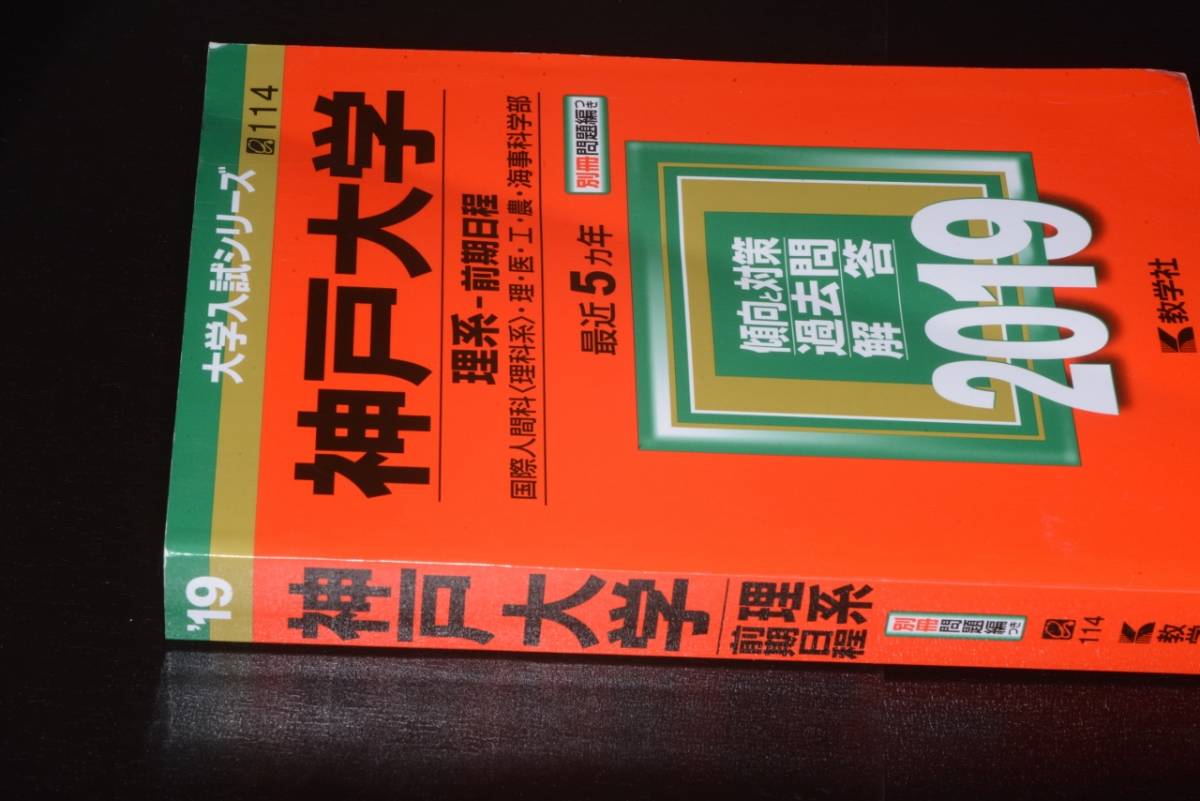 大学入試シリーズ
114
神戸大学
理系-前期日程
国際人間科〈理科系〉・理・医・工・農・海事科学部
別冊問題編つき
最近5カ年
傾向と対策
過去問
解答
2019
教学社
'19
神戸大学
理系
前期日程
別冊問題編つき
114
教学